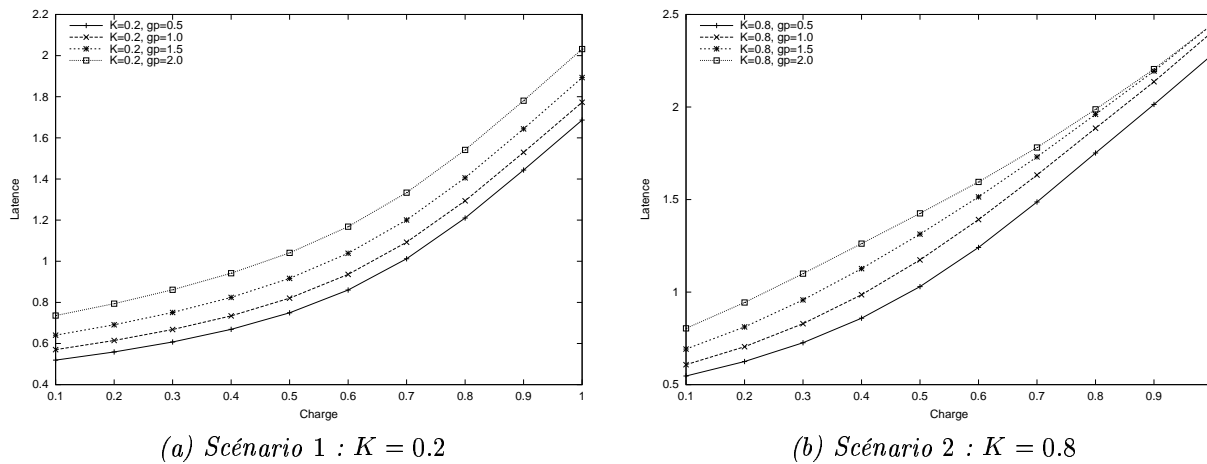 2.2
2
1.8
1.6
1.4
1.2
1
0.8
0.6
0.4
Latence
K=0.2, gp=0.5
K=0.2, gp=1.0
K=0.2, gp=1.5
K=0.2, gp=2.0
0.1 0.2 0.3 0.4 0.5 0.6 0.7 0.8 0.9 1
Charge
(a) Scénario 1 : K = 0.2
2.5
2
1.5
1
0.5
Latence
K=0.8, gp=0.5
K=0.8, gp=1.0
K=0.8, gp=1.5
K=0.8, gp=2.0
0.1 0.2 0.3 0.4 0.5 0.6 0.7 0.8 0.9
Charge
(b) Scénario 2 : K = 0.8